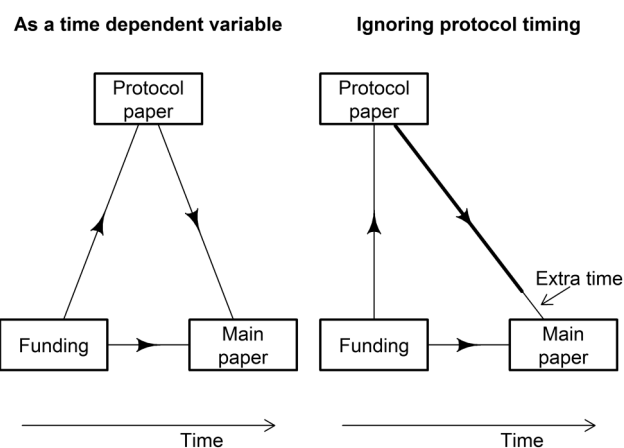 As a time dependent variable
Ignoring protocol timing
Protocol
paper
Protocol
paper
Extra time
Funding
Main
paper
Funding
Main
paper
Time
Time